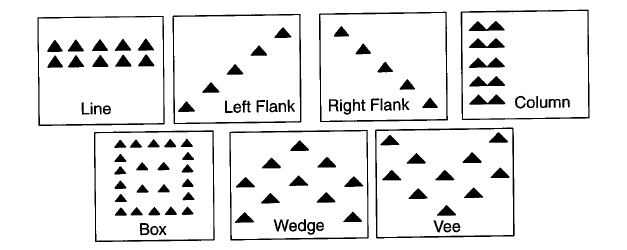 Line
Left Flank
Right Flank
Column
Box
Wedge
Vee